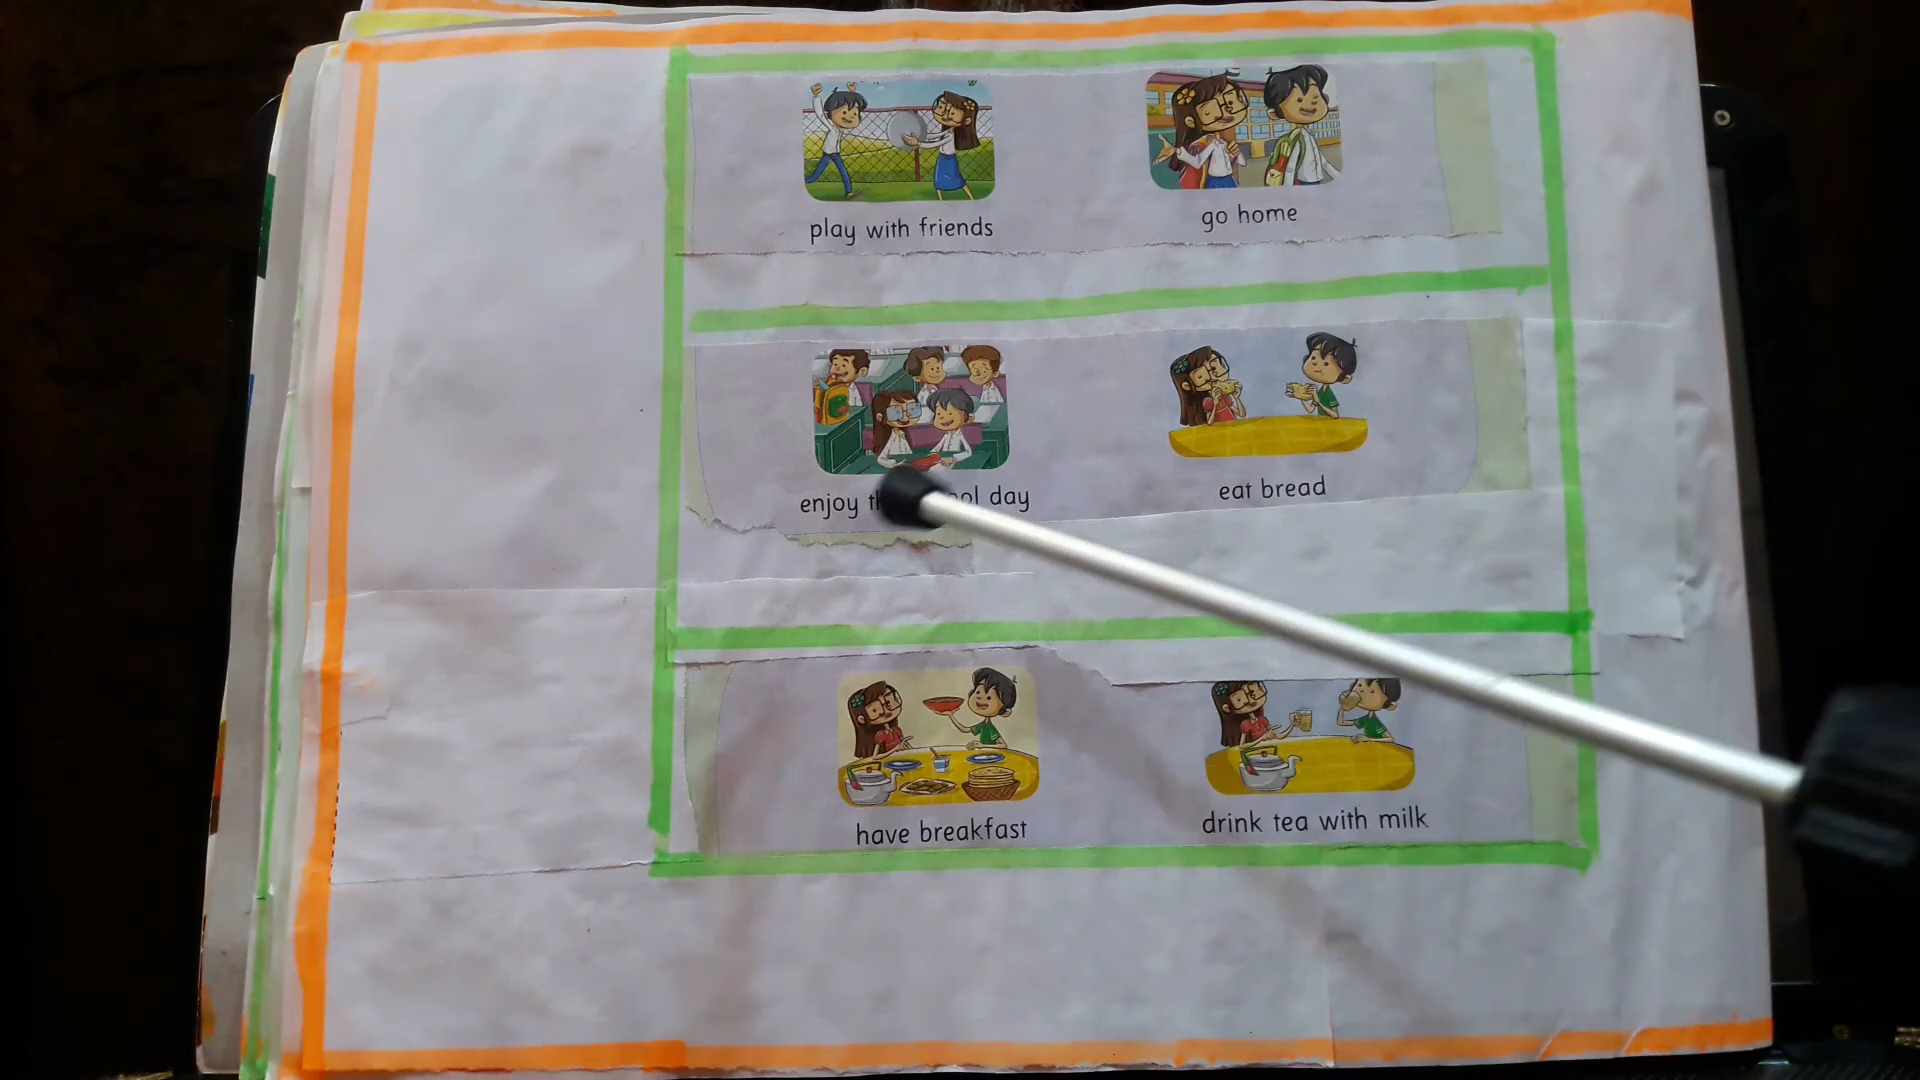 play with friends
go home
enjoy day
eat bread
have breakfast
drink tea with milk